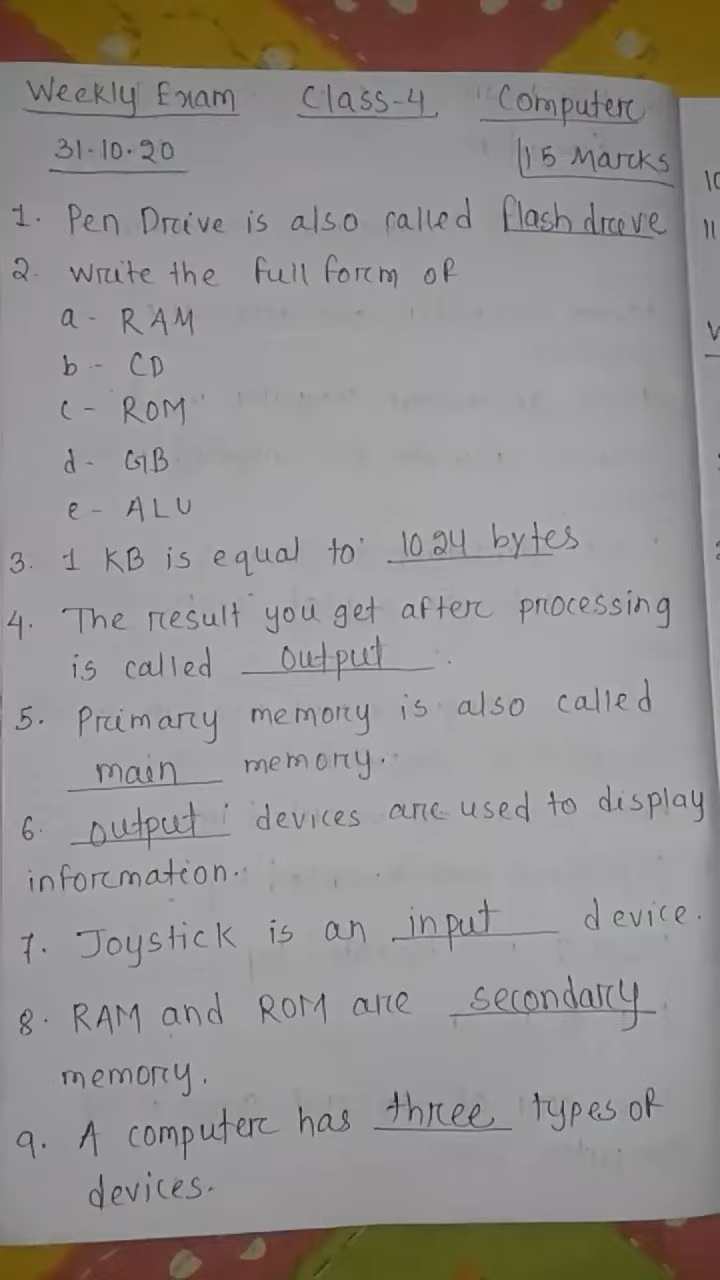 Weekly Exam Class-4 Computer
31.10.20 15 Marks
1. Pen Drive is also called flash drive
2. Write the full form of
a - RAM
b - CD
c - ROM
d - GB
e - ALU
3. 1 KB is equal to 1024 bytes
4. The result you get after processing
is called output.
5. Primary memory is also called
main memory.
6. output devices are used to display
information.
7. Joystick is an input device.
8. RAM and ROM are secondary
memory.
9. A computer has three types of
devices.
10
11